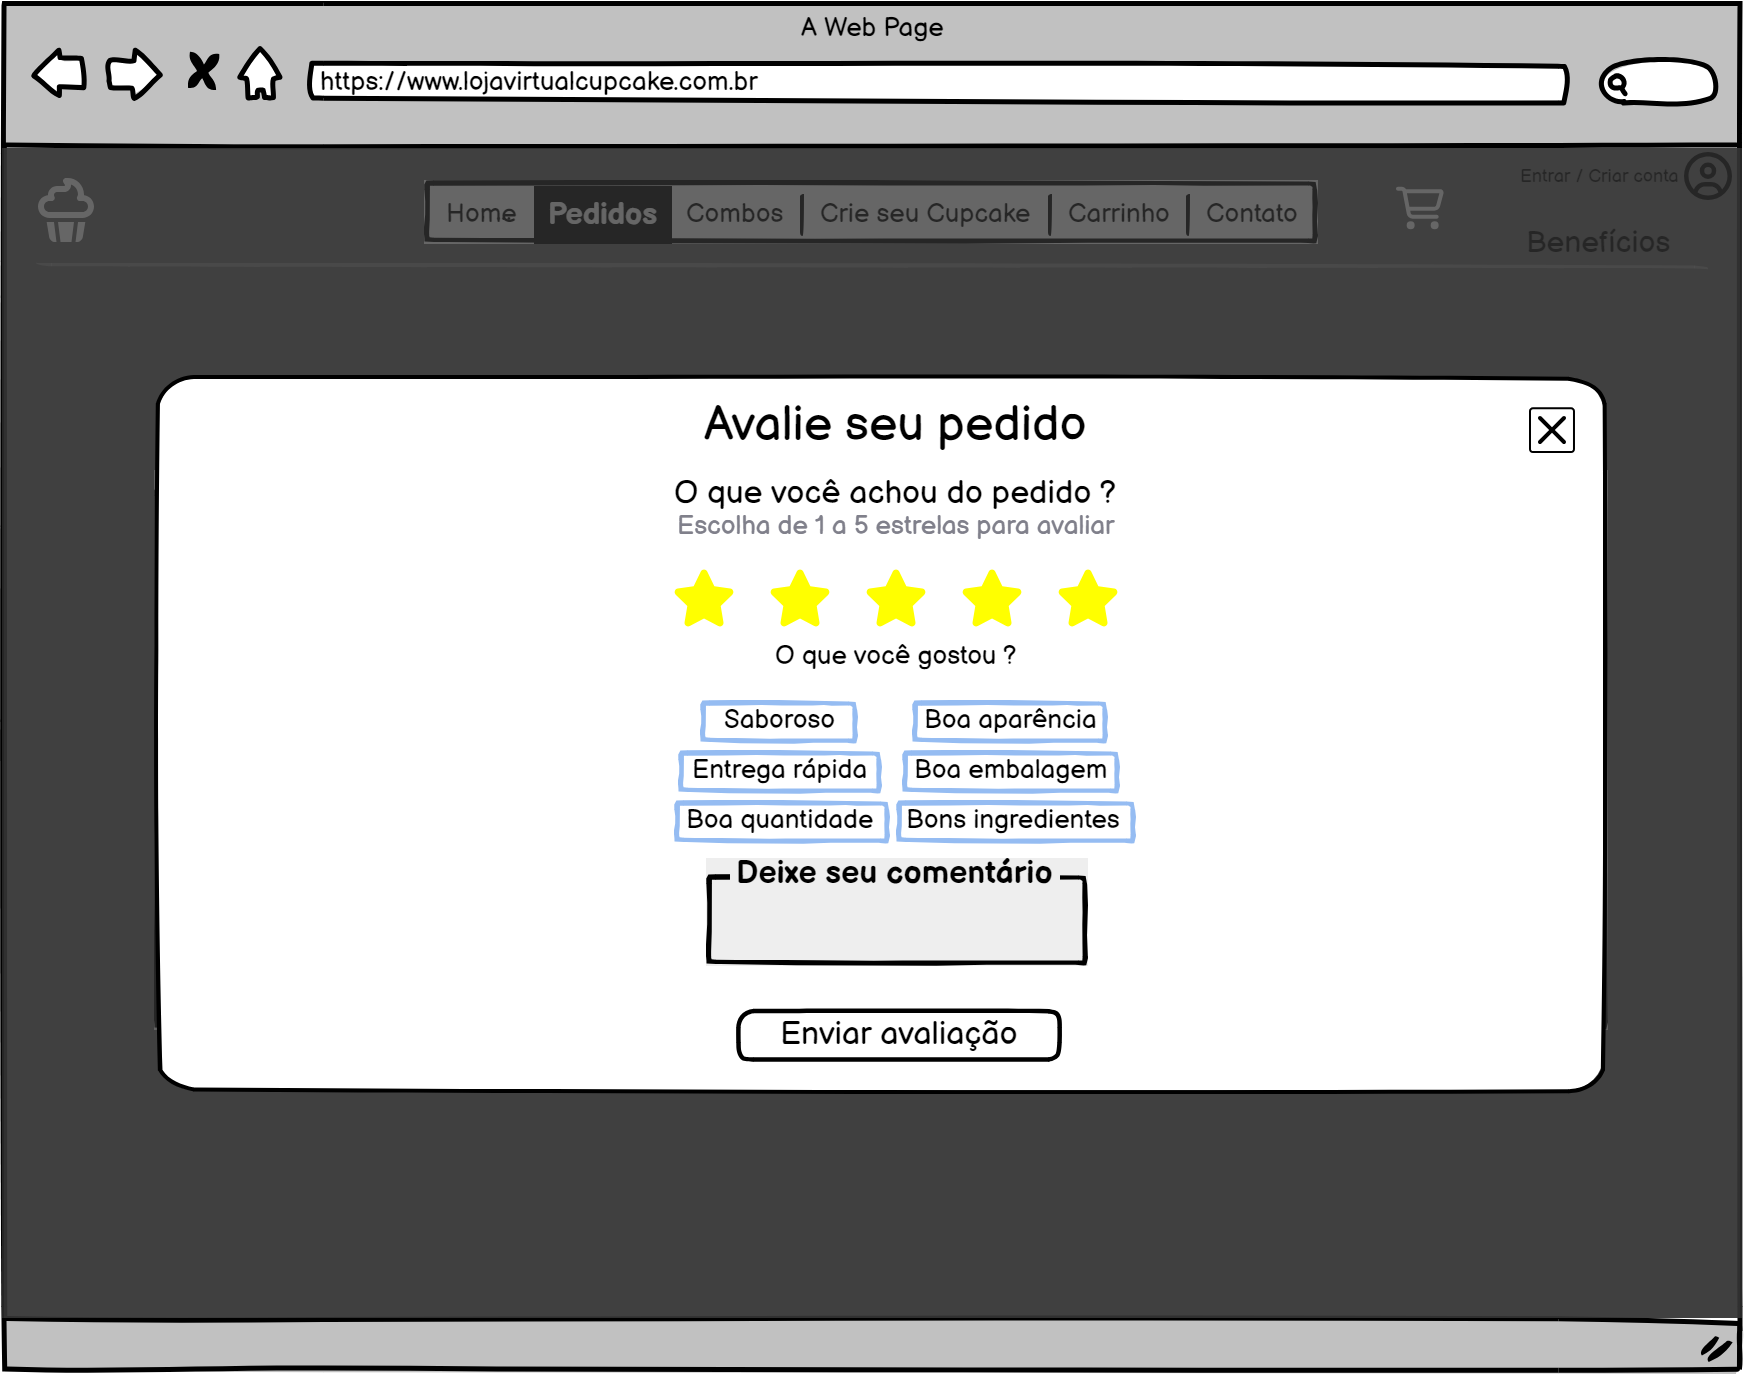 A Web Page
https://www.lojavirtualcupcake.com.br
Entrar / Criar conta
Home Pedidos Combos Crie seu Cupcake Carrinho Contato
Benefícios
Avalie seu pedido
O que você achou do pedido ?
Escolha de 1 a 5 estrelas para avaliar
O que você gostou ?
Saboroso Boa aparência
Entrega rápida Boa embalagem
Boa quantidade Bons ingredientes
Deixe seu comentário
Enviar avaliação